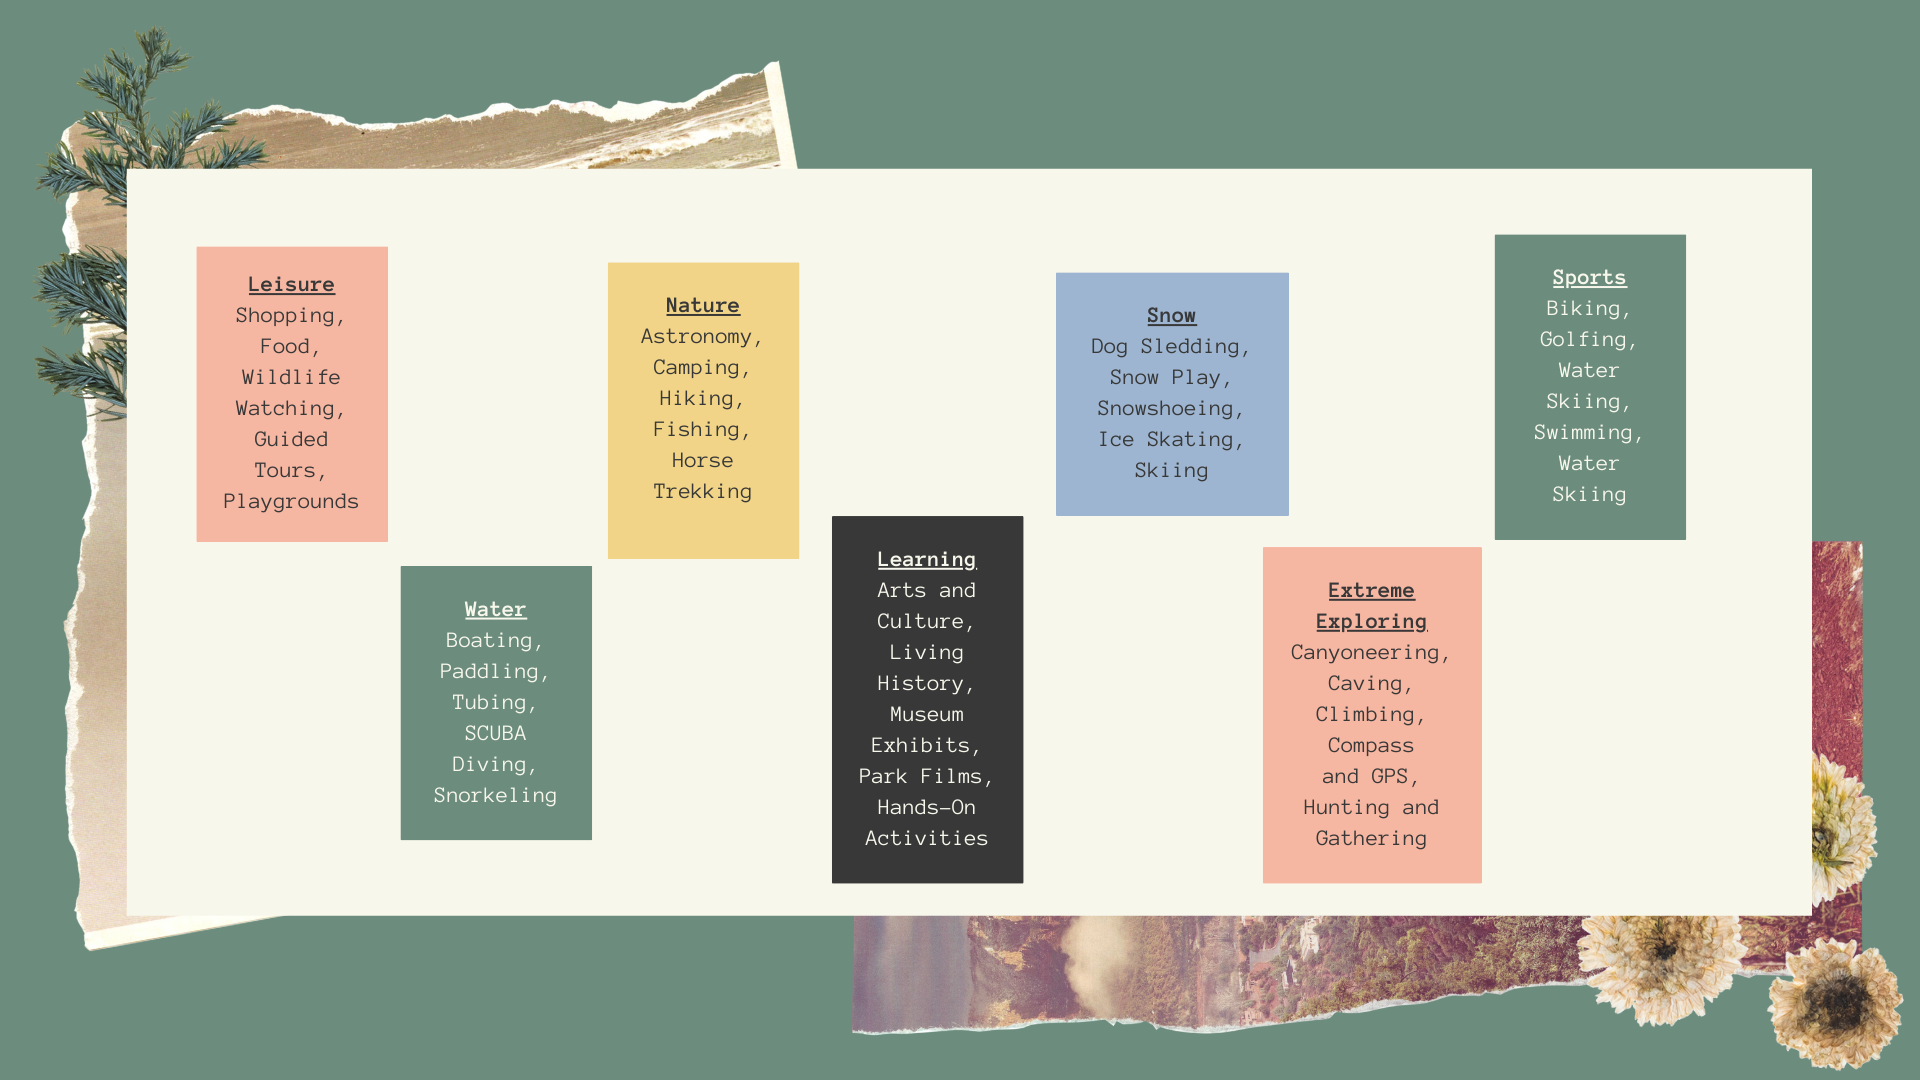 Leisure
Shopping,
Food,
Wildlife
Watching,
Guided
Tours,
Playgrounds
Water
Boating,
Paddling,
Tubing,
SCUBA
Diving,
Snorkeling
Nature
Astronomy,
Camping,
Hiking,
Fishing,
Horse
Trekking
Learning
Arts and
Culture,
Living
History,
Museum
Exhibits,
Park Films,
Hands-On
Activities
Snow
Dog Sledding,
Snow Play,
Snowshoeing,
Ice Skating,
Skiing
Extreme
Exploring
Canyoneering,
Caving,
Climbing,
Compass
and GPS,
Hunting and
Gathering
Sports
Biking,
Golfing,
Water
Skiing,
Swimming,
Water
Skiing